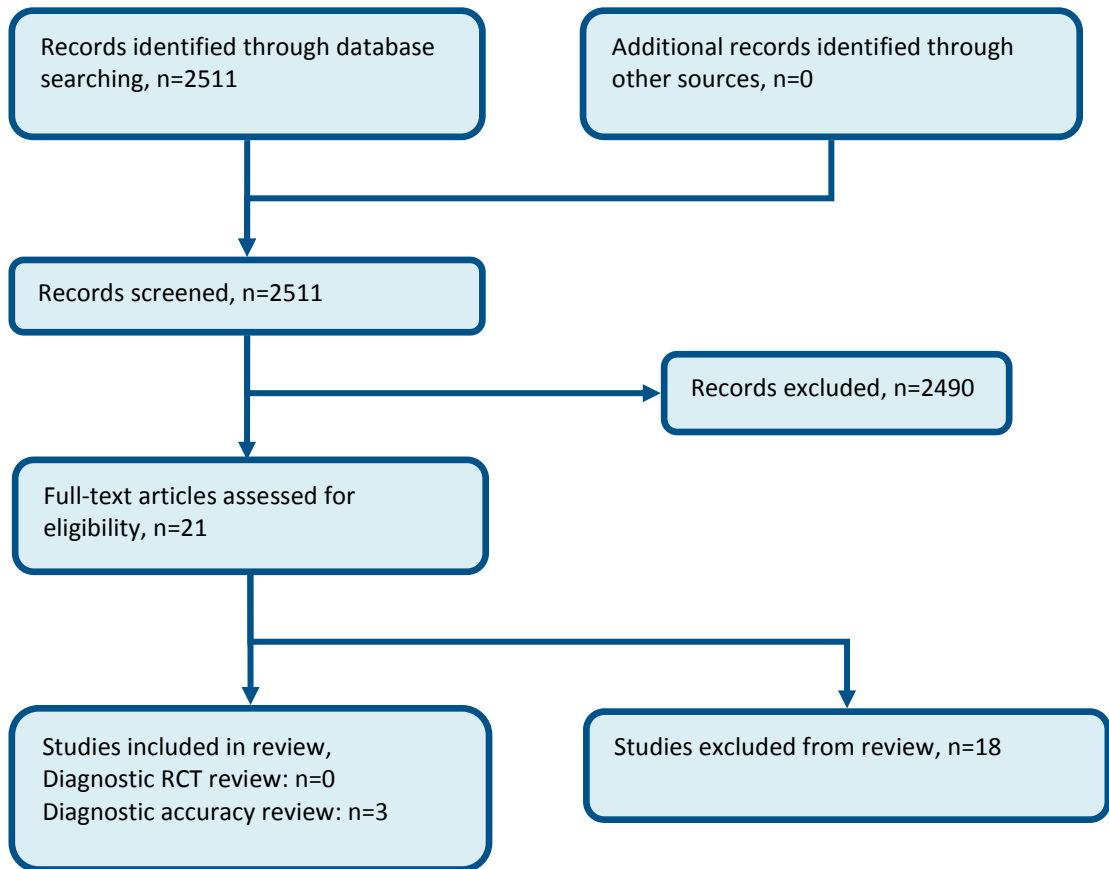 Records identified through database
searching, n=2511
Additional records identified through
other sources, n=0
Records screened, n=2511
Records excluded, n=2490
Full-text articles assessed for
eligibility, n=21
Studies included in review,
Diagnostic RCT review: n=0
Diagnostic accuracy review: n=3
Studies excluded from review, n=18